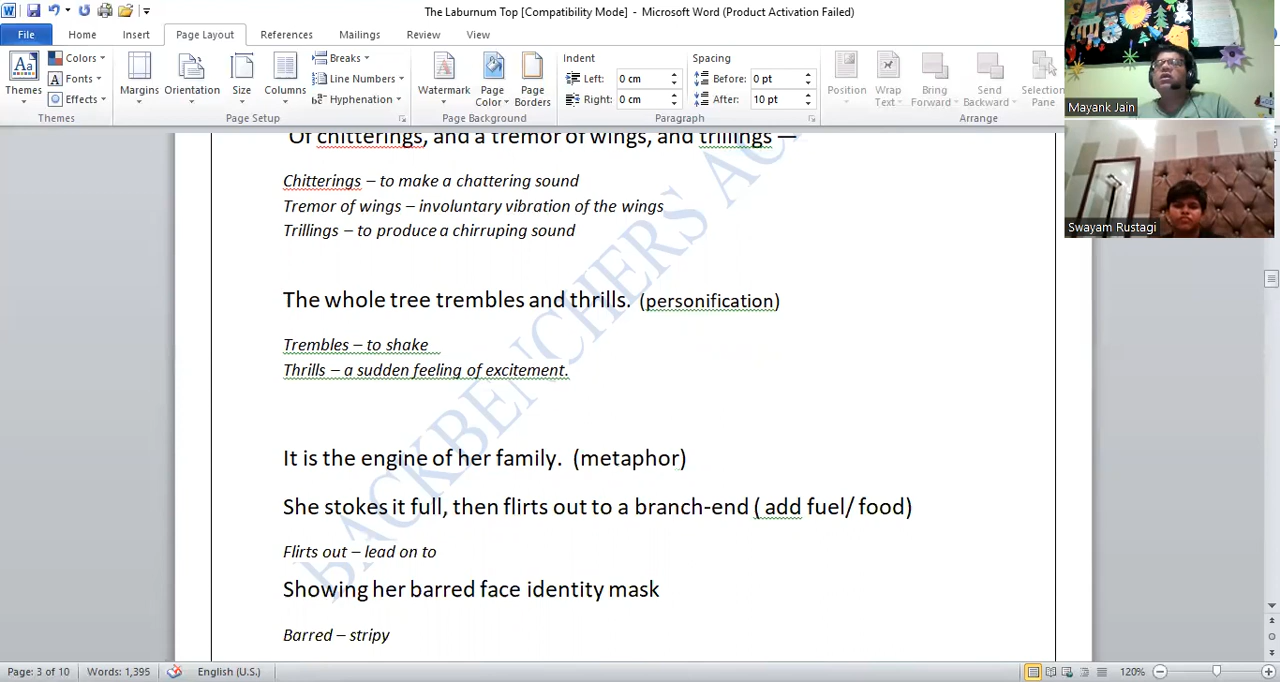 The Laburnum Top [Compatibility Mode] - Microsoft Word (Product Activation Failed)
File Home Insert Page Layout References Mailings Review View
Themes Colors Fonts Effects Margins Orientation Size Columns Breaks Line Numbers Hyphenation Watermark Page Color Page Borders
Indent Left: 0 cm Right: 0 cm
Spacing Before: 0 pt After: 10 pt
Position Wrap Text Bring Forward Send Backward Selection Pane
Themes Page Setup Page Background Paragraph Arrange
Mayank Jain
Swayam Rustagi
Of chitterings, and a tremor of wings, and trillings —
Chitterings – to make a chattering sound
Tremor of wings – involuntary vibration of the wings
Trillings – to produce a chirruping sound
The whole tree trembles and thrills. (personification)
Trembles – to shake
Thrills – a sudden feeling of excitement.
It is the engine of her family. (metaphor)
She stokes it full, then flirts out to a branch-end ( add fuel/ food)
Flirts out – lead on to
Showing her barred face identity mask
Barred – stripy
BACKBENCHERS
Page: 3 of 10 Words: 1,395 English (U.S.) 120%